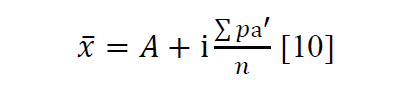 x̄ = A + i ∑ pa′ / n [10]